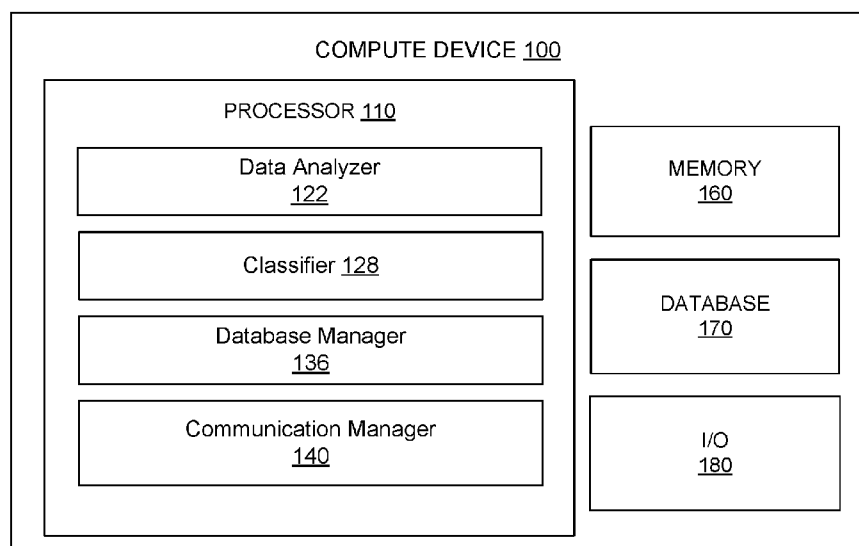 COMPUTE DEVICE 100
PROCESSOR 110
Data Analyzer
122
Classifier 128
Database Manager
136
Communication Manager
140
MEMORY
160
DATABASE
170
I/O
180